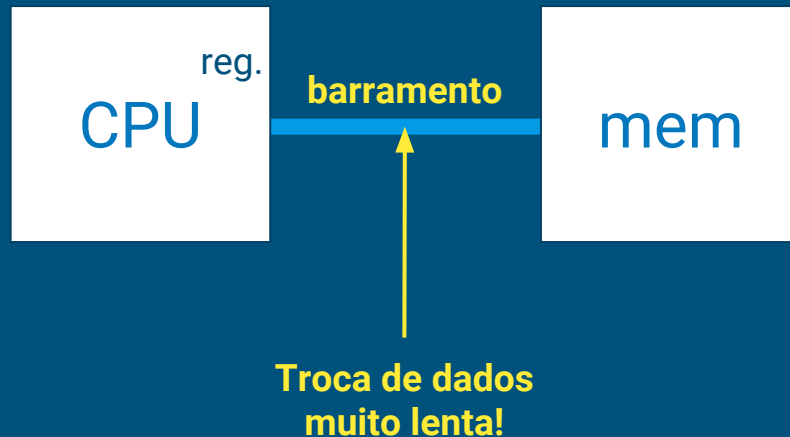 reg.
CPU
barramento
mem
Troca de dados
muito lenta!